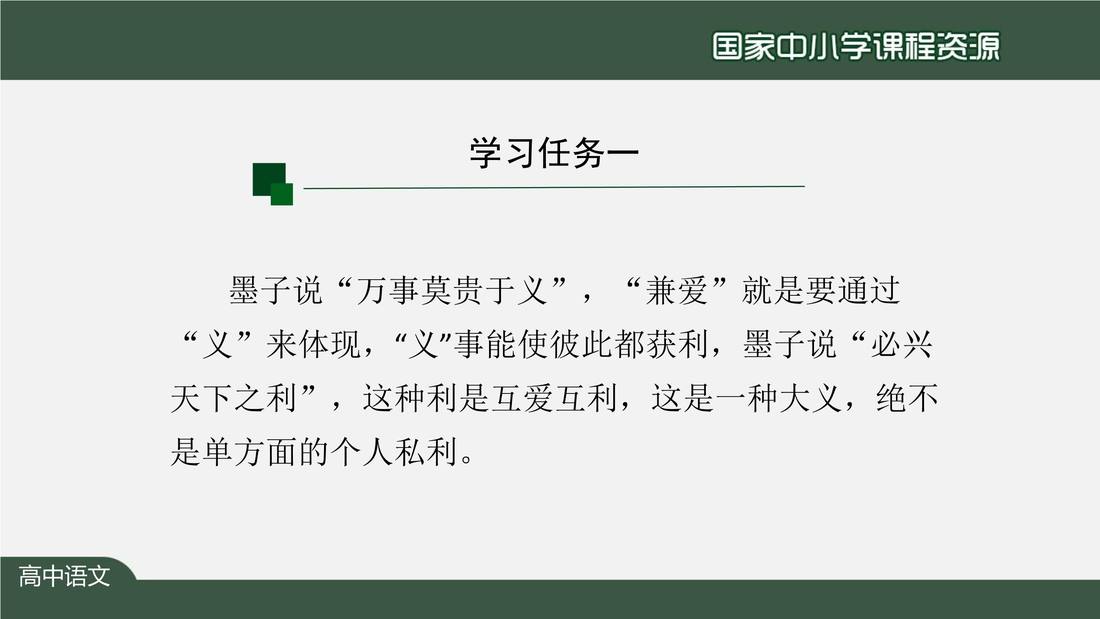 国家中小学课程资源
学习任务一
墨子说“万事莫贵于义”，“兼爱”就是要通过
“义”来体现，“义”事能使彼此都获利，墨子说“必兴
天下之利”，这种利是互爱互利，这是一种大义，绝不
是单方面的个人私利。
高中语文